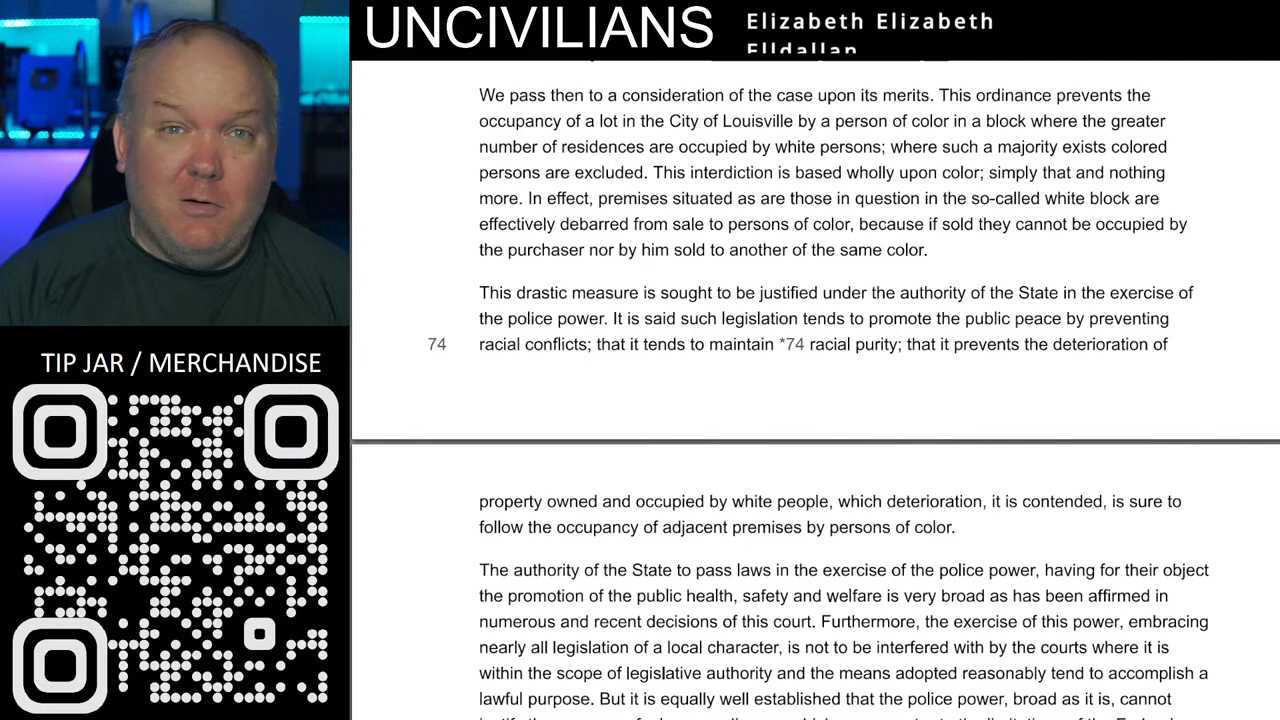 UNCIVILIANS
Elizabeth Elizabeth
We pass then to a consideration of the case upon its merits. This ordinance prevents the
occupancy of a lot in the City of Louisville by a person of color in a block where the greater
number of residences are occupied by white persons; where such a majority exists colored
persons are excluded. This interdiction is based wholly upon color; simply that and nothing
more. In effect, premises situated as are those in question in the so-called white block are
effectively debarred from sale to persons of color, because if sold they cannot be occupied by
the purchaser nor by him sold to another of the same color.
This drastic measure is sought to be justified under the authority of the State in the exercise of
the police power. It is said such legislation tends to promote the public peace by preventing
74 racial conflicts; that it tends to maintain *74 racial purity; that it prevents the deterioration of
property owned and occupied by white people, which deterioration, it is contended, is sure to
follow the occupancy of adjacent premises by persons of color.
The authority of the State to pass laws in the exercise of the police power, having for their object
the promotion of the public health, safety and welfare is very broad as has been affirmed in
numerous and recent decisions of this court. Furthermore, the exercise of this power, embracing
nearly all legislation of a local character, is not to be interfered with by the courts where it is
within the scope of legislative authority and the means adopted reasonably tend to accomplish a
lawful purpose. But it is equally well established that the police power, broad as it is, cannot
TIP JAR / MERCHANDISE